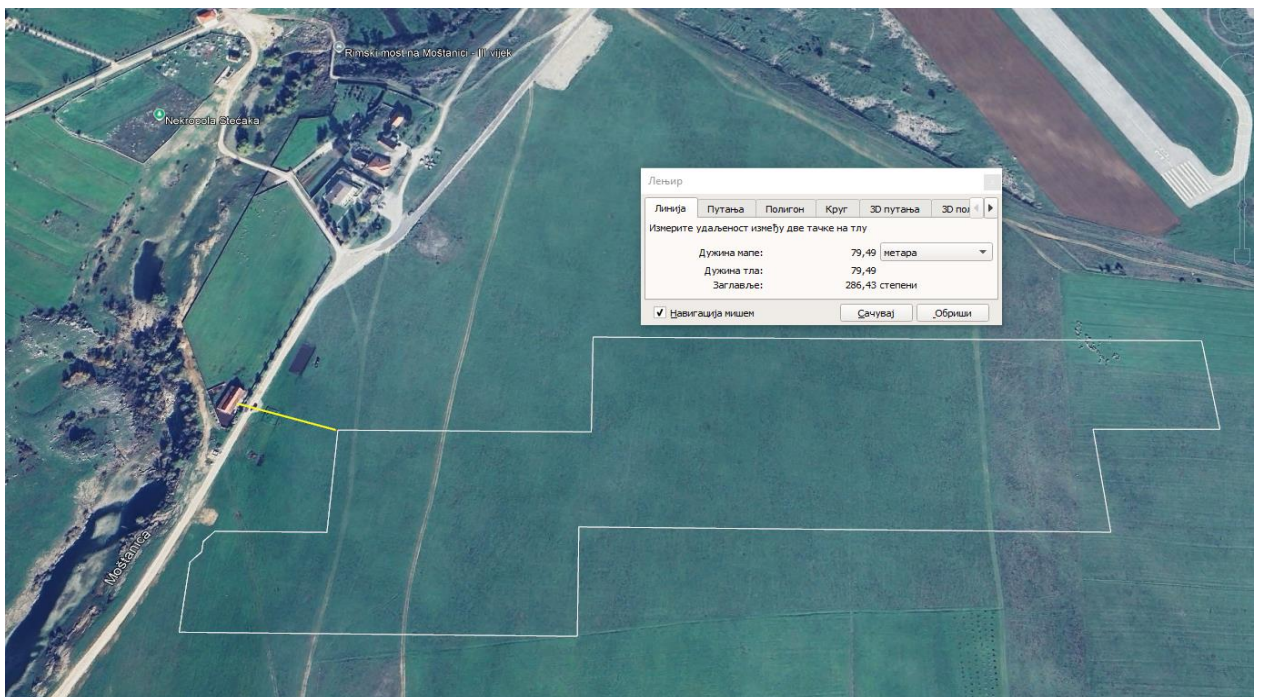 Rimski most na Moštanici - III vijek
Nekropola Stećaka
Лењир
Линија Путања Полигон Круг 3D путања 3D пол
Измерите удаљеност између две тачке на тлу
Дужина мапе: 79,49 метара
Дужина тла: 79,49
Заглавље: 286,43 степени
Навигација мишем Сачувај Обриши
Moštanica